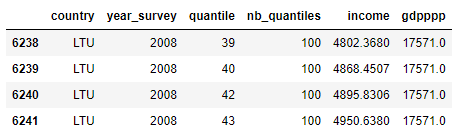 country year_survey quantile nb_quantiles income gdpppp
6238 LTU 2008 39 100 4802.3680 17571.0
6239 LTU 2008 40 100 4868.4507 17571.0
6240 LTU 2008 42 100 4895.8306 17571.0
6241 LTU 2008 43 100 4950.6380 17571.0